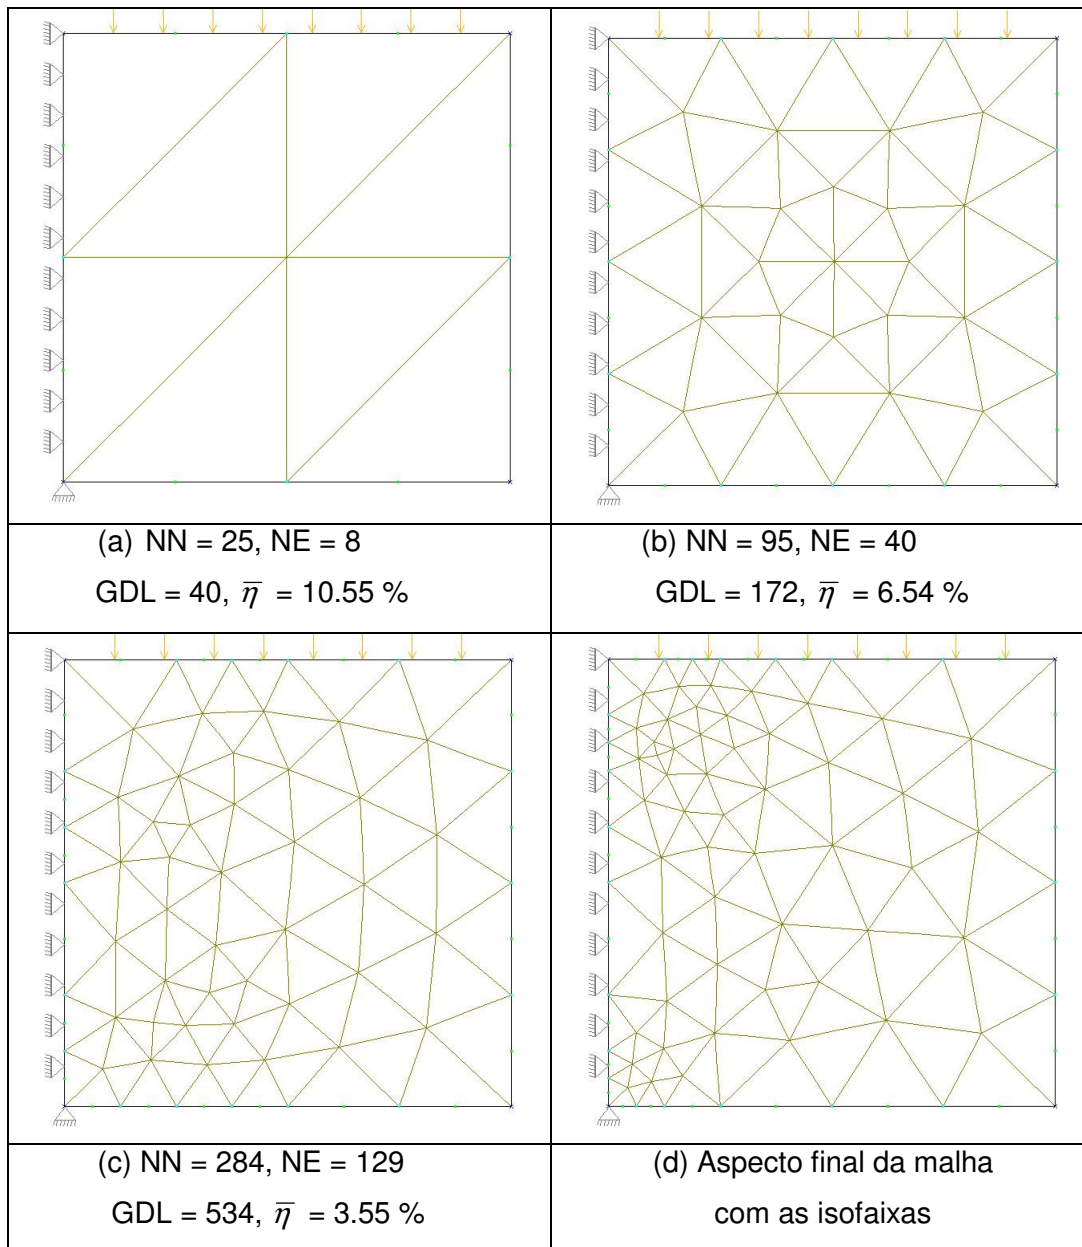 (a) NN = 25, NE = 8
GDL = 40, η̅ = 10.55 %
(b) NN = 95, NE = 40
GDL = 172, η̅ = 6.54 %
(c) NN = 284, NE = 129
GDL = 534, η̅ = 3.55 %
(d) Aspecto final da malha
com as isofaixas